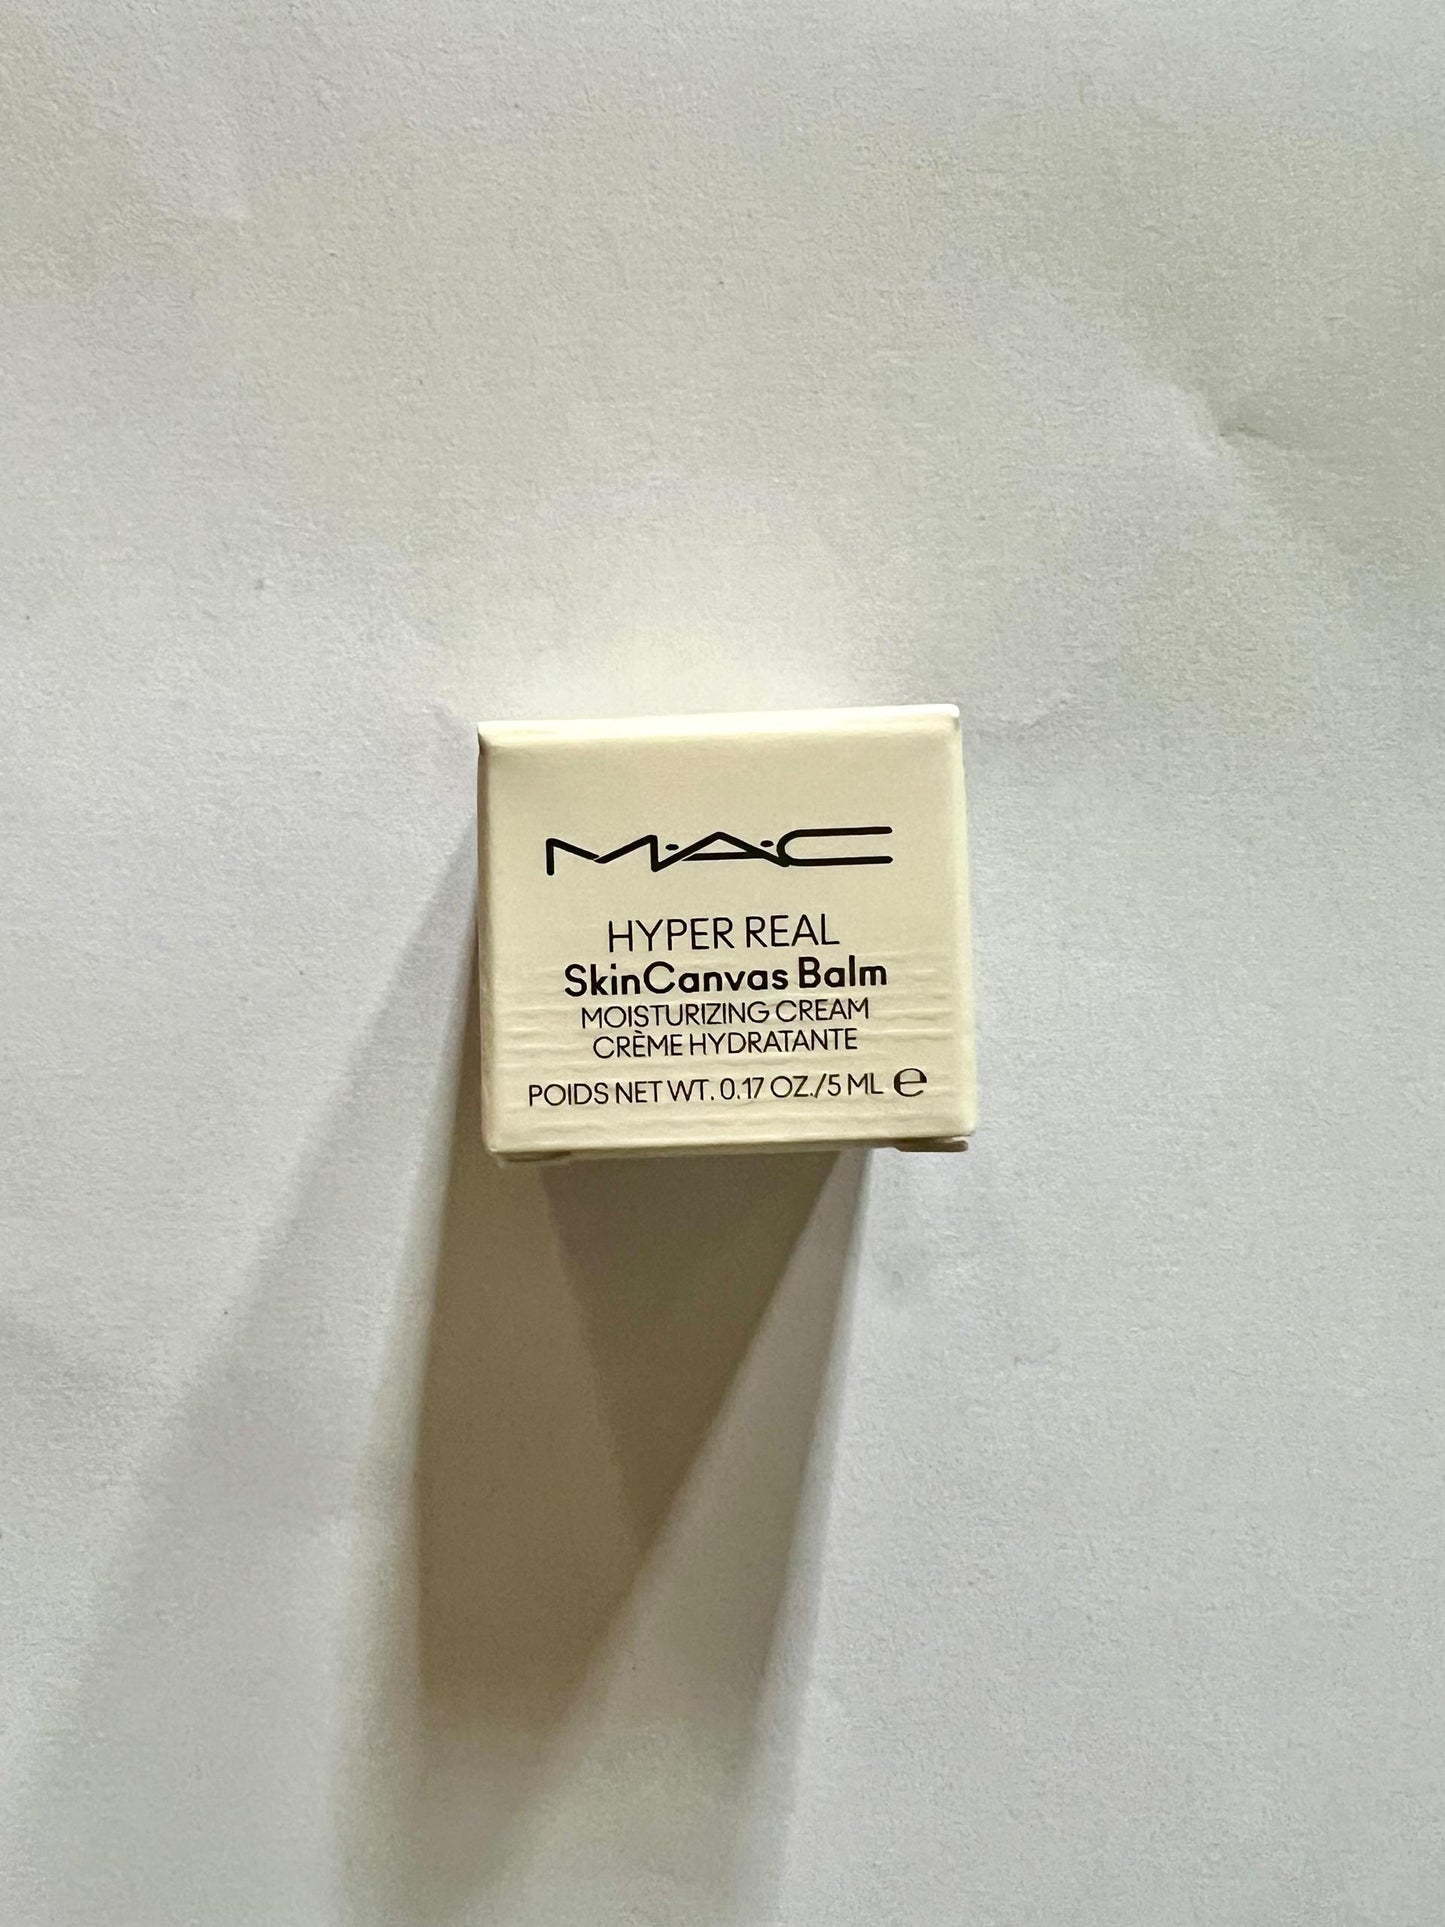 M·A·C
HYPER REAL
SkinCanvas Balm
MOISTURIZING CREAM
CRÈME HYDRATANTE
POIDS NET WT. 0.17 OZ./5 ML ℮